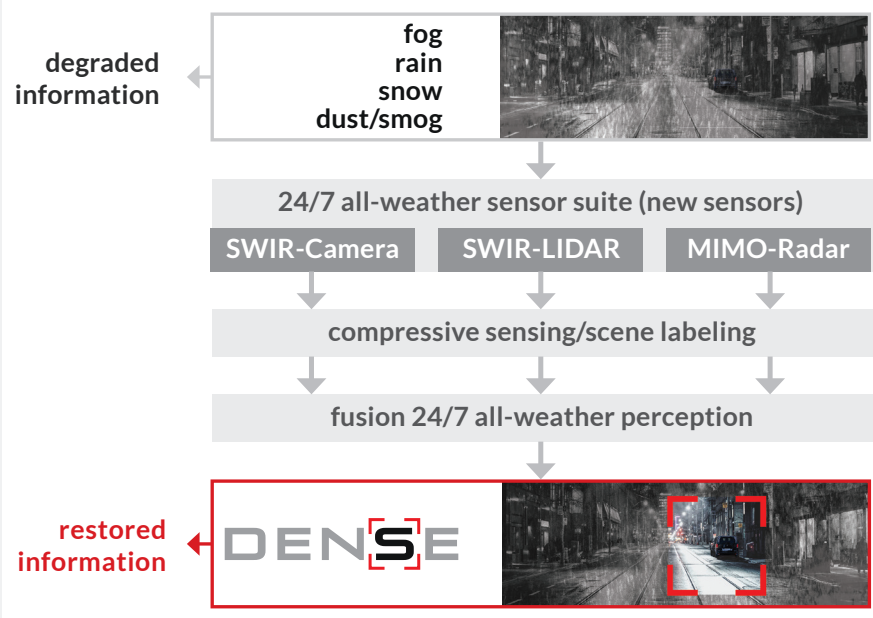 degraded
information
fog
rain
snow
dust/smog
24/7 all-weather sensor suite (new sensors)
SWIR-Camera
SWIR-LIDAR
MIMO-Radar
compressive sensing/scene labeling
fusion 24/7 all-weather perception
restored
information
DENSE